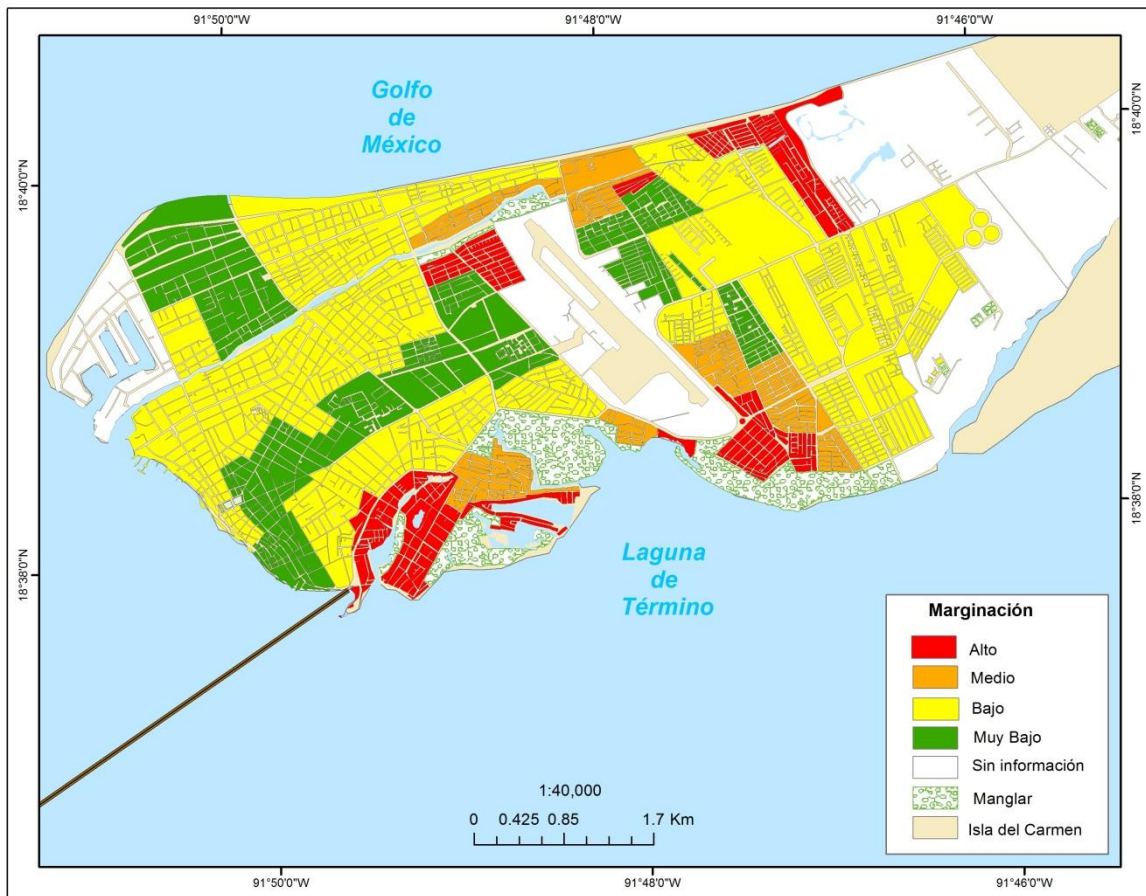 91°50'0"W
91°48'0"W
91°46'0"W
18°40'0"N
18°40'0"N
Golfo
de
México
18°38'0"N
18°38'0"N
Laguna
de
Término
Marginación
Alto
Medio
Bajo
Muy Bajo
Sin información
Manglar
Isla del Carmen
1:40,000
0 0.425 0.85 1.7 Km
91°50'0"W
91°48'0"W
91°46'0"W